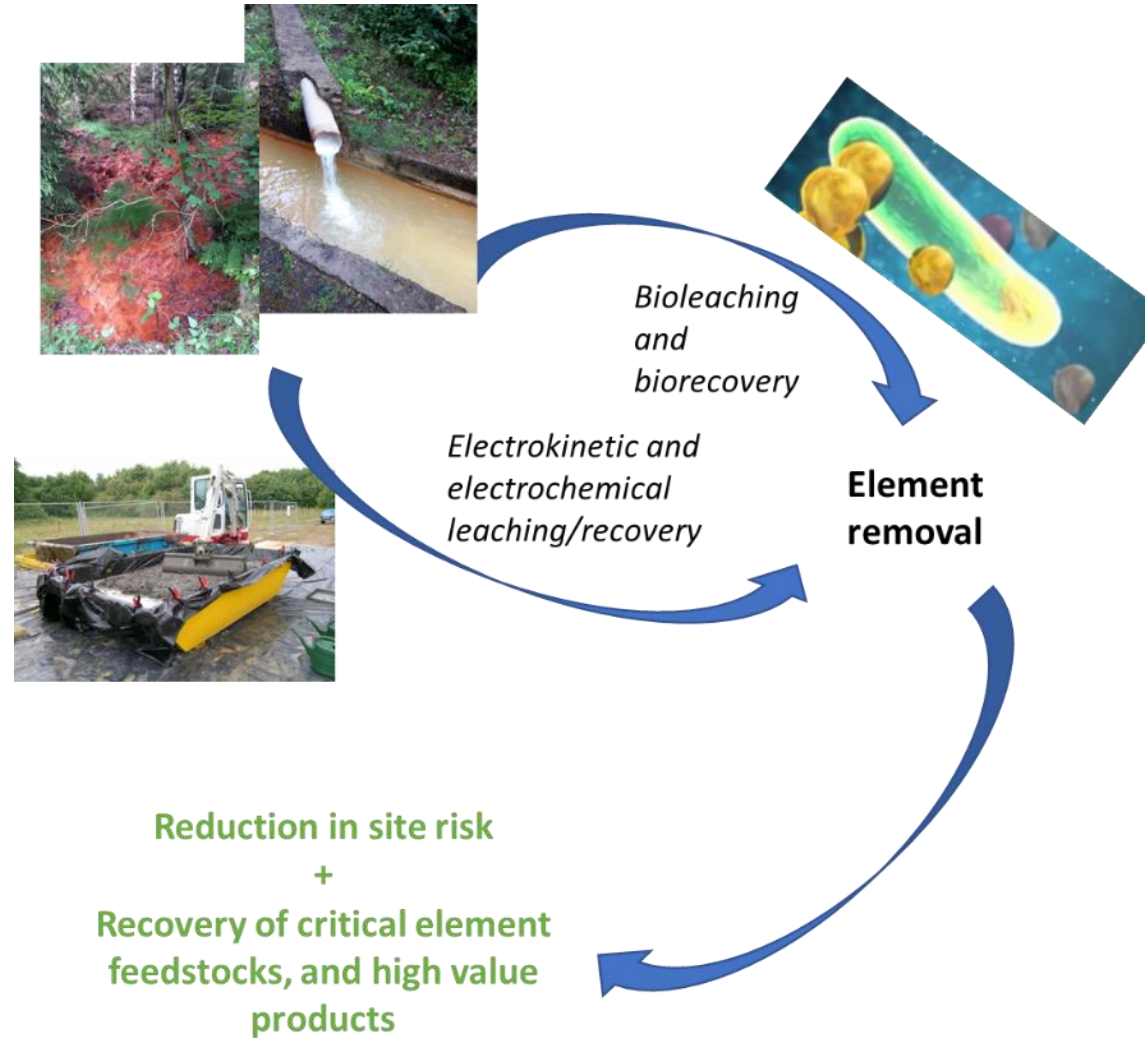 Bioleaching
and
biorecovery
Electrokinetic and
electrochemical
leaching/recovery
Element
removal
Reduction in site risk
+
Recovery of critical element
feedstocks, and high value
products